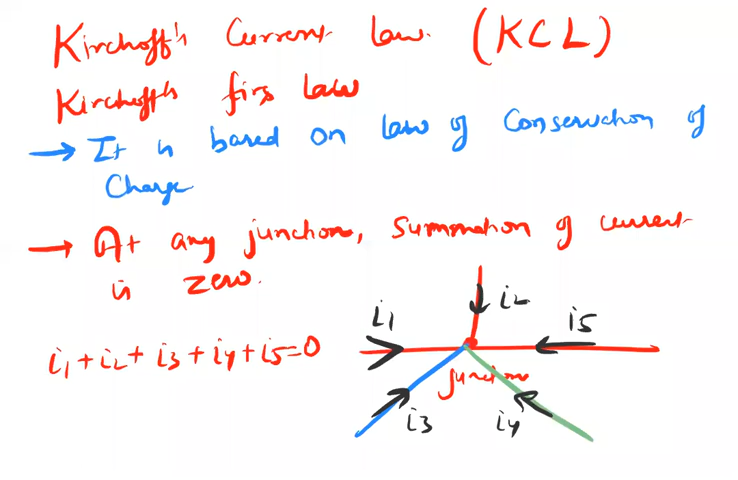 Kirchoff's Current law. (KCL)
Kirchoff's firs law
→ It is based on law of Conservation of
Charge
→ At any junction, summation of current
is zero.
i1 + i2 + i3 + i4 + i5 = 0
i1
i2
i5
junction
i3
i4